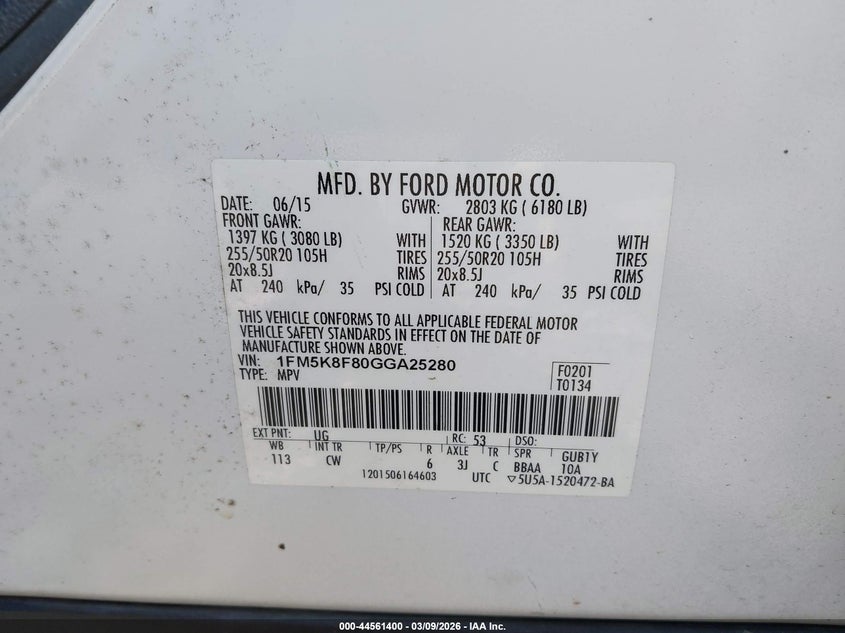 MFD. BY FORD MOTOR CO.
DATE: 06/15 GVWR: 2803 KG ( 6180 LB)
FRONT GAWR: REAR GAWR:
1397 KG ( 3080 LB) WITH 1520 KG ( 3350 LB) WITH
255/50R20 105H TIRES 255/50R20 105H TIRES
20x8.5J RIMS 20x8.5J RIMS
AT 240 kPa/ 35 PSI COLD AT 240 kPa/ 35 PSI COLD
THIS VEHICLE CONFORMS TO ALL APPLICABLE FEDERAL MOTOR
VEHICLE SAFETY STANDARDS IN EFFECT ON THE DATE OF
MANUFACTURE SHOWN ABOVE.
VIN: 1FM5K8F80GGA25280 F0201
TYPE: MPV T0134
EXT PNT: UG RC: 53 DSO:
WB INT TR TP/PS R AXLE TR SPR GUB1Y
113 CW 6 3J C BBAA 10A
1201506164603 UTC ▽5U5A-1520472-BA
000-44561400 - 03/09/2026 - IAA Inc.